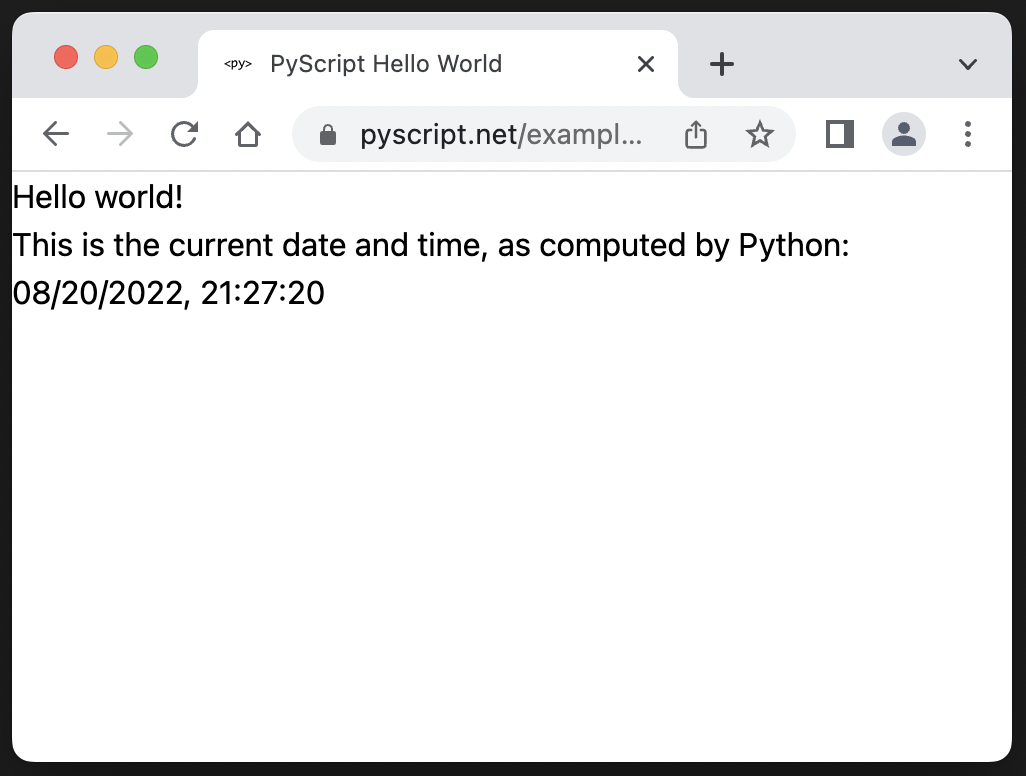 <py> PyScript Hello World
pyscript.net/exampl...
Hello world!
This is the current date and time, as computed by Python:
08/20/2022, 21:27:20